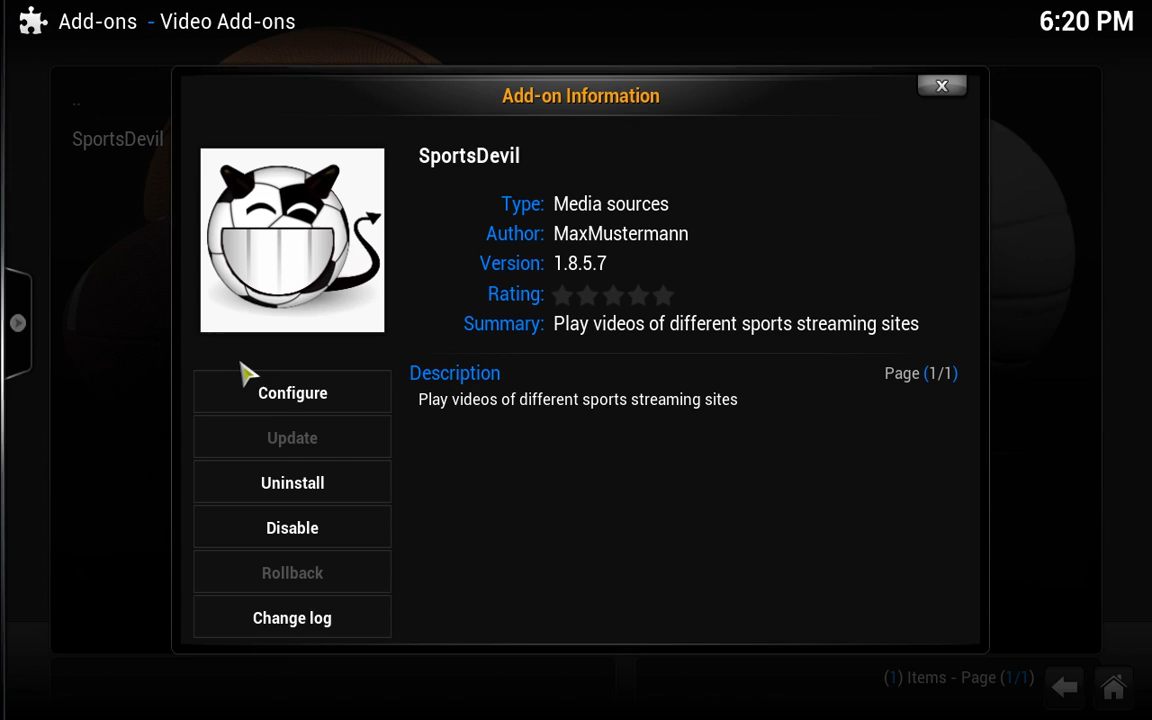 Add-ons - Video Add-ons
6:20 PM
..
SportsDevil
Add-on Information
x
SportsDevil
Type: Media sources
Author: MaxMustermann
Version: 1.8.5.7
Rating:
Summary: Play videos of different sports streaming sites
Description
Page (1/1)
Play videos of different sports streaming sites
Configure
Update
Uninstall
Disable
Rollback
Change log
(1) Items - Page (1/1)